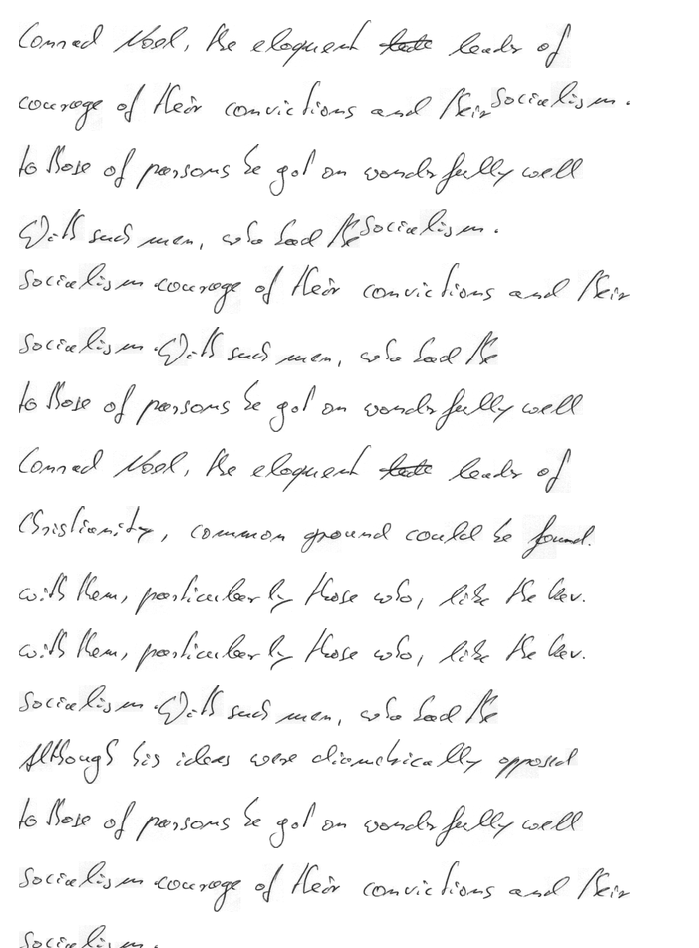 Conrad Noel, the eloquent leader of
courage of their convictions and their Socialism.
to those of parsons he got on wonderfully well
With such men, who had the Socialism.
Socialism courage of their convictions and their
Socialism. With such men, who had the
to those of parsons he got on wonderfully well
Conrad Noel, the eloquent leader of
Christianity, common ground could be found.
with them, particularly those who, like the Rev.
with them, particularly those who, like the Rev.
Socialism. With such men, who had the
Although his ideas were diametrically opposed
to those of parsons he got on wonderfully well
Socialism courage of their convictions and their
Socialism.